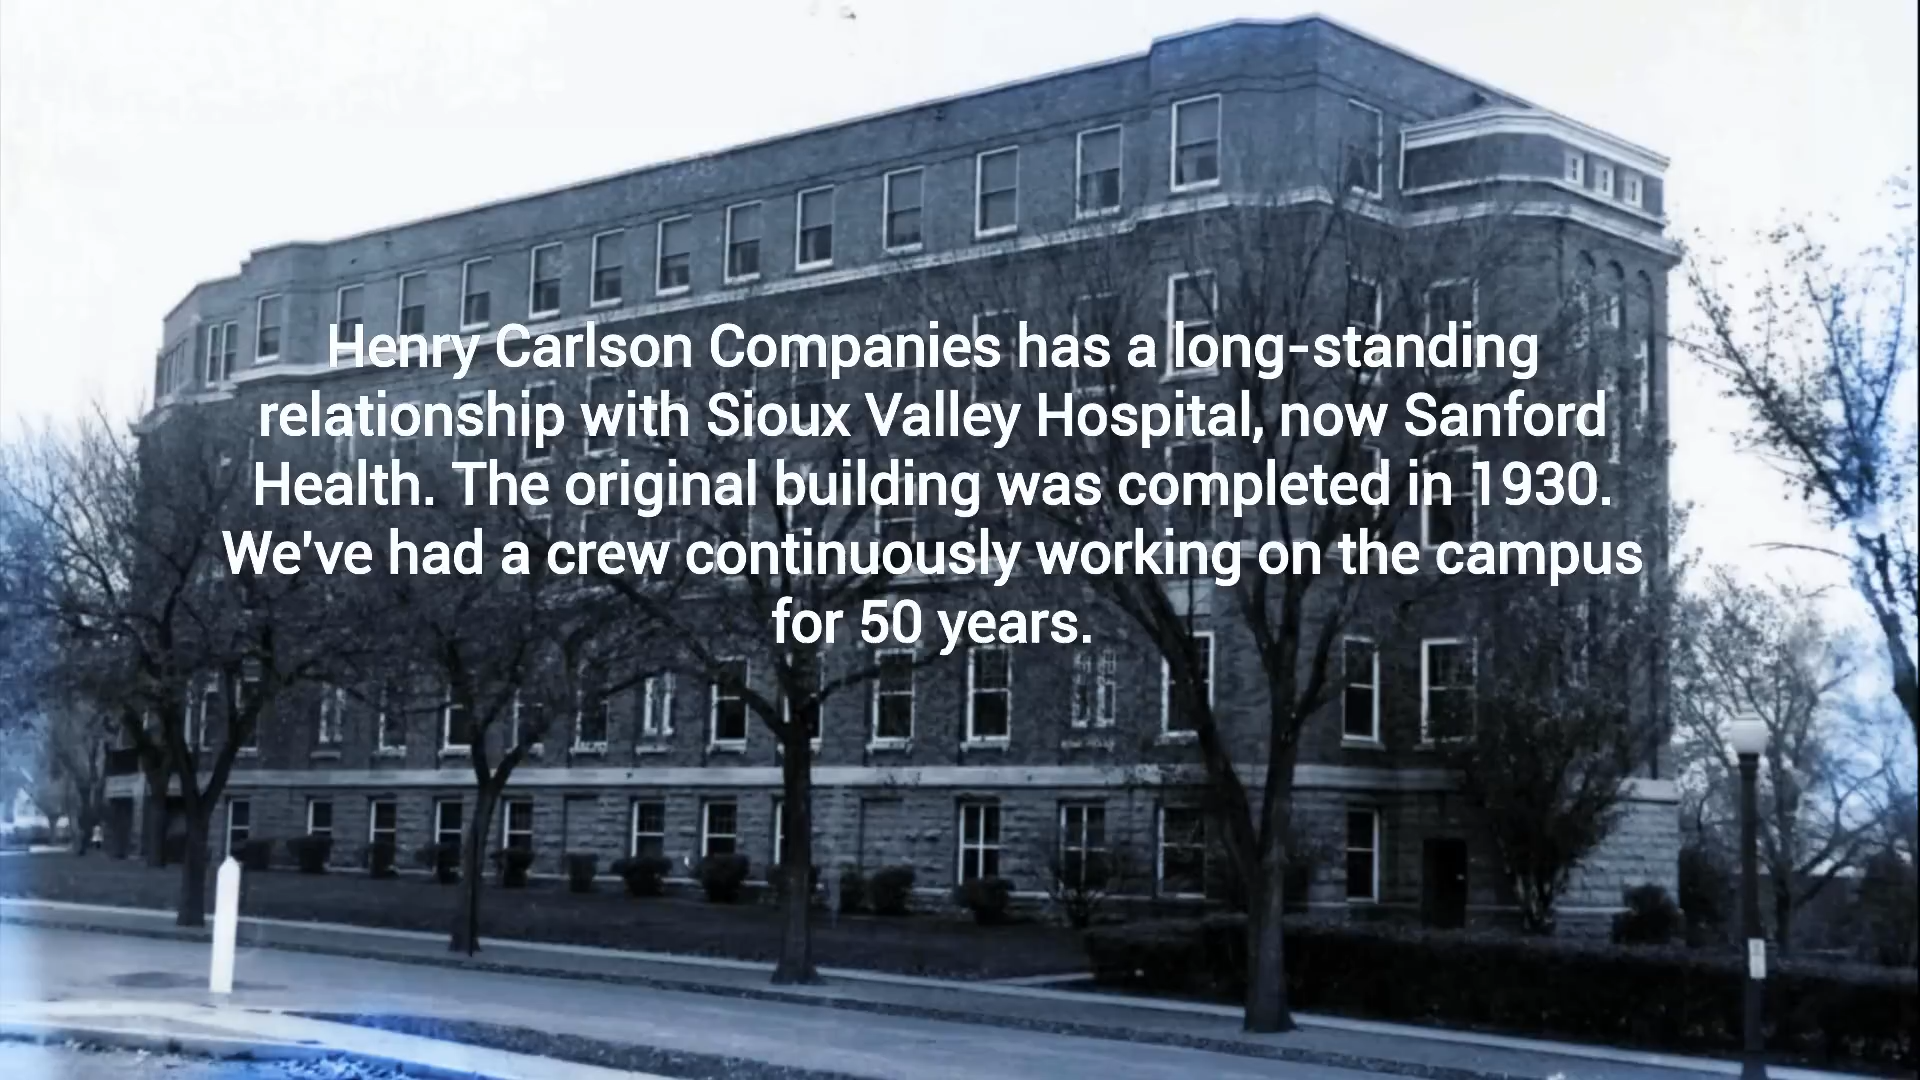 Henry Carlson Companies has a long-standing
relationship with Sioux Valley Hospital, now Sanford
Health. The original building was completed in 1930.
We've had a crew continuously working on the campus
for 50 years.